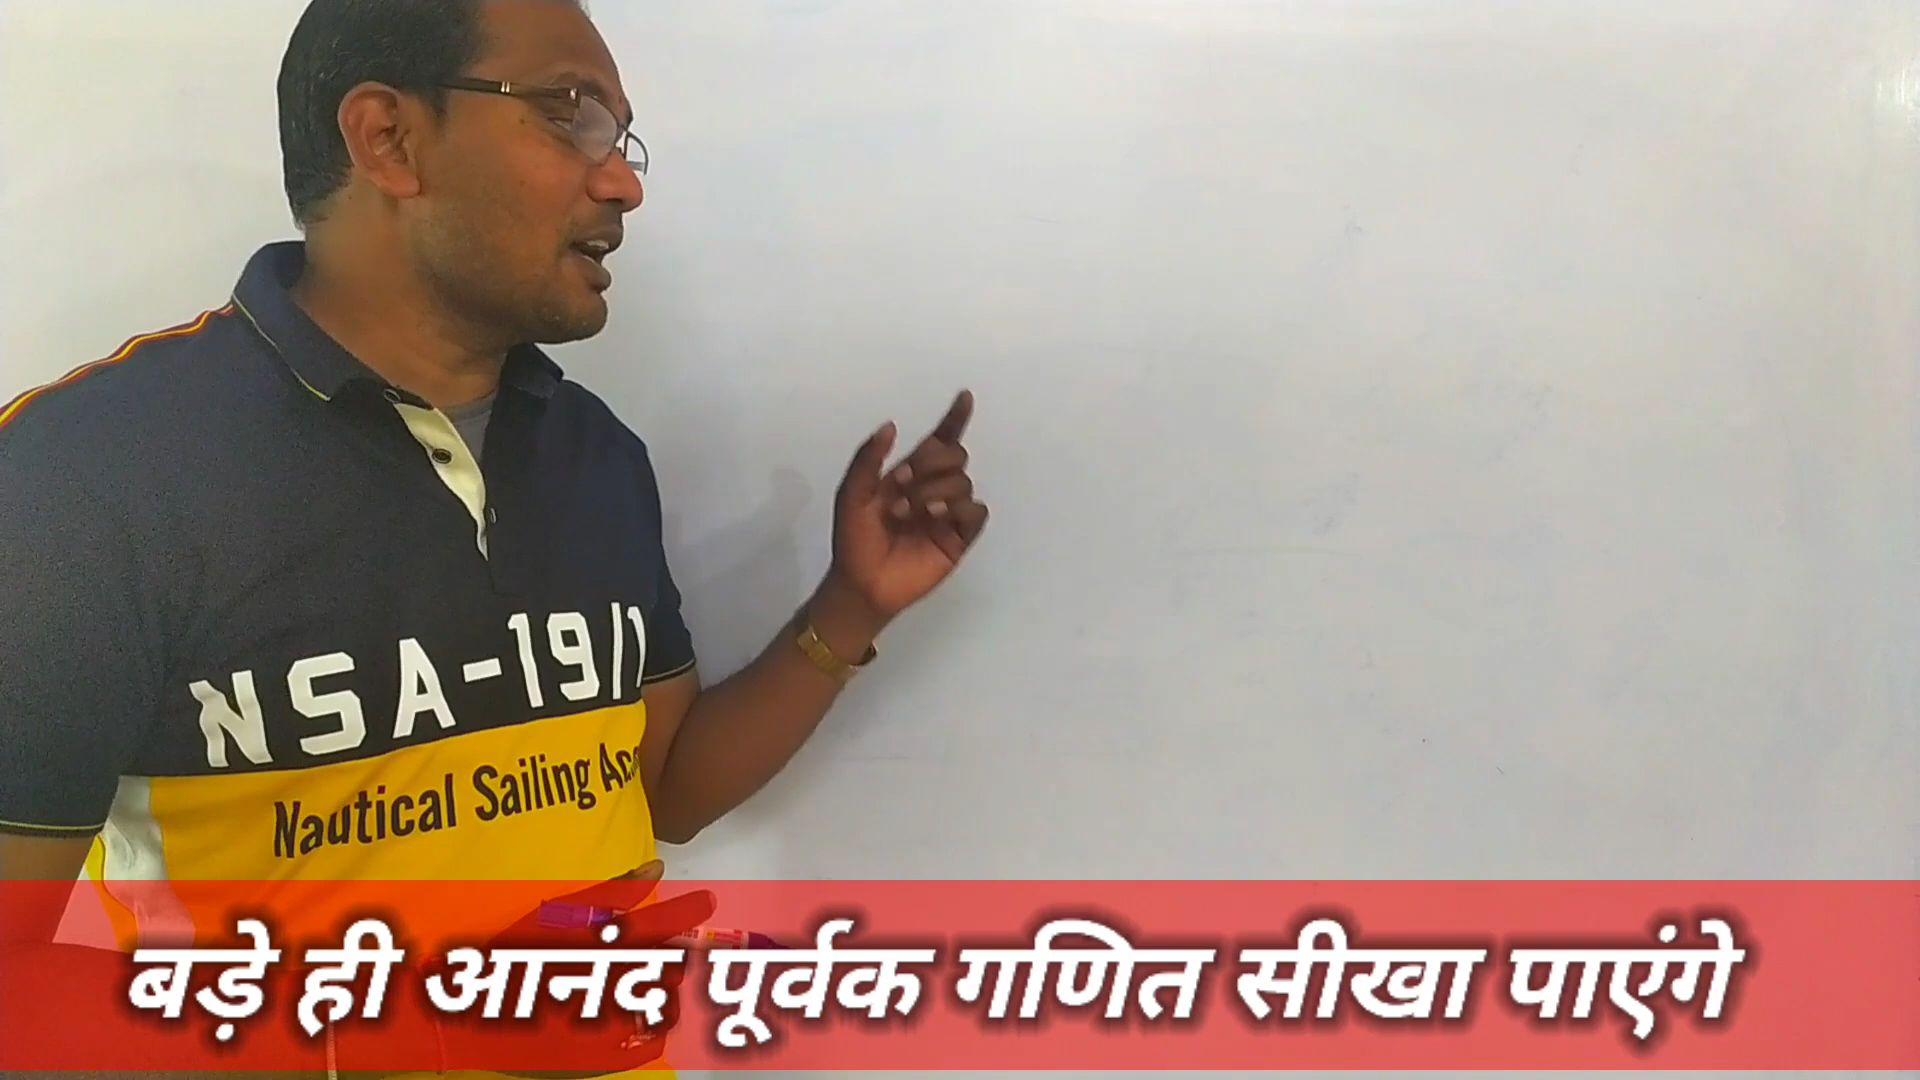 NSA-19/1
Nautical Sailing
बड़े ही आनंद पूर्वक गणित सीखा पाएंगे